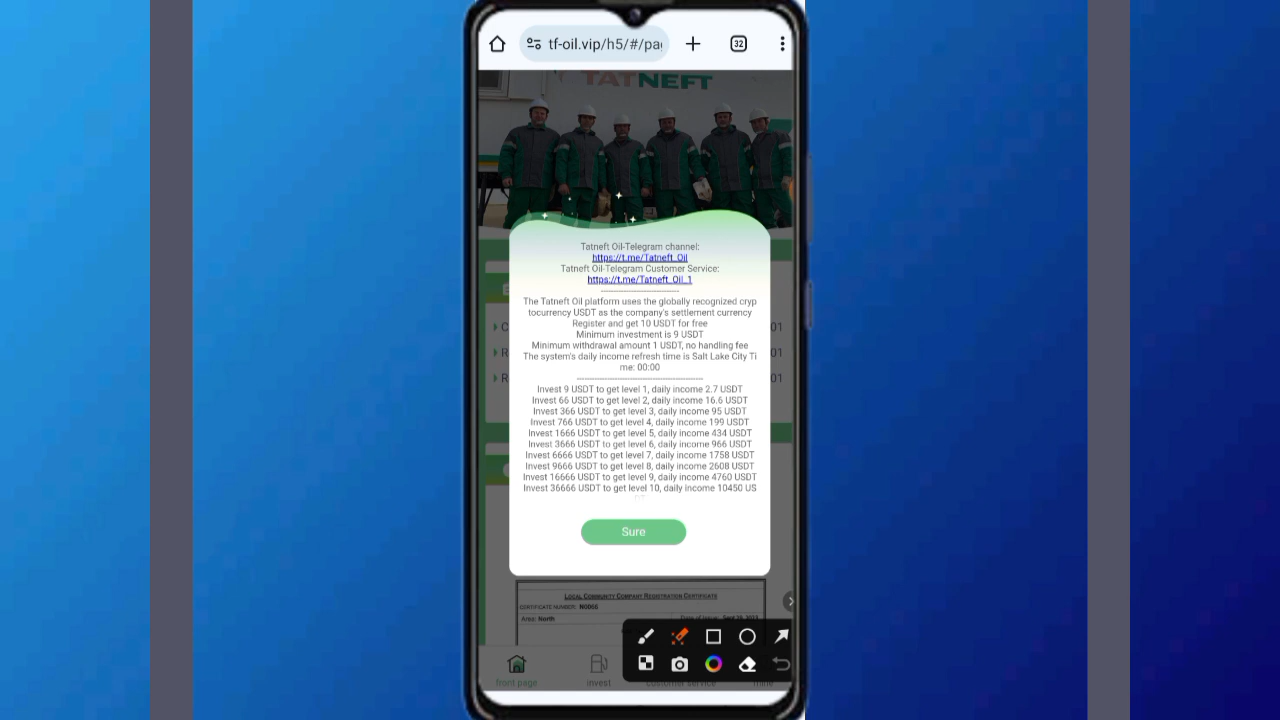 tf-oil.vip/h5/#/pa
32
TATNEFT
Tatneft Oil-Telegram channel:
https://t.me/Tatneft_Oil
Tatneft Oil-Telegram Customer Service:
https://t.me/Tatneft_Oil_1
The Tatneft Oil platform uses the globally recognized cryp
tocurrency USDT as the company's settlement currency
Register and get 10 USDT for free
Minimum investment is 9 USDT
Minimum withdrawal amount 1 USDT, no handling fee
The system's daily income refresh time is Salt Lake City Ti
me: 00:00
Invest 9 USDT to get level 1, daily income 2.7 USDT
Invest 66 USDT to get level 2, daily income 16.6 USDT
Invest 366 USDT to get level 3, daily income 95 USDT
Invest 766 USDT to get level 4, daily income 199 USDT
Invest 1666 USDT to get level 5, daily income 434 USDT
Invest 3666 USDT to get level 6, daily income 966 USDT
Invest 6666 USDT to get level 7, daily income 1758 USDT
Invest 9666 USDT to get level 8, daily income 2608 USDT
Invest 16666 USDT to get level 9, daily income 4760 USDT
Invest 36666 USDT to get level 10, daily income 10450 US
C 01
R 01
R 01
Sure
Local Community Company Registration Certificate
CERTIFICATE NUMBER: N0066
Area: North
front page
invest
customer service